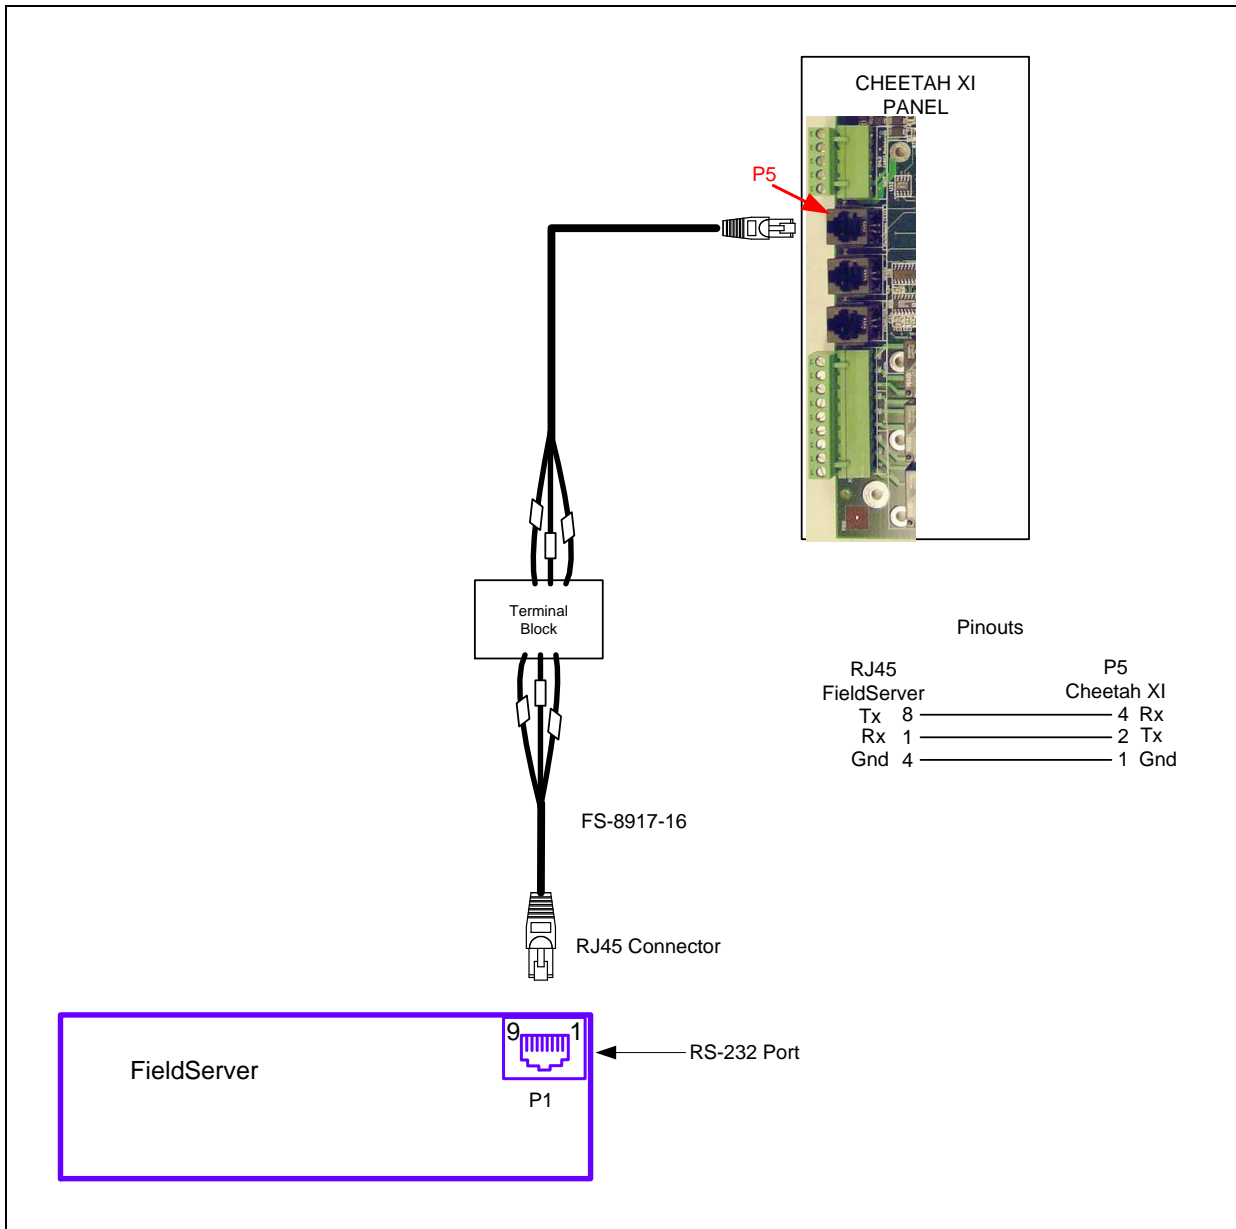 CHEETAH XI
PANEL
P5
Terminal
Block
Pinouts
RJ45
FieldServer
P5
Cheetah XI
Tx 8 4 Rx
Rx 1 2 Tx
Gnd 4 1 Gnd
FS-8917-16
RJ45 Connector
9 1
RS-232 Port
FieldServer
P1